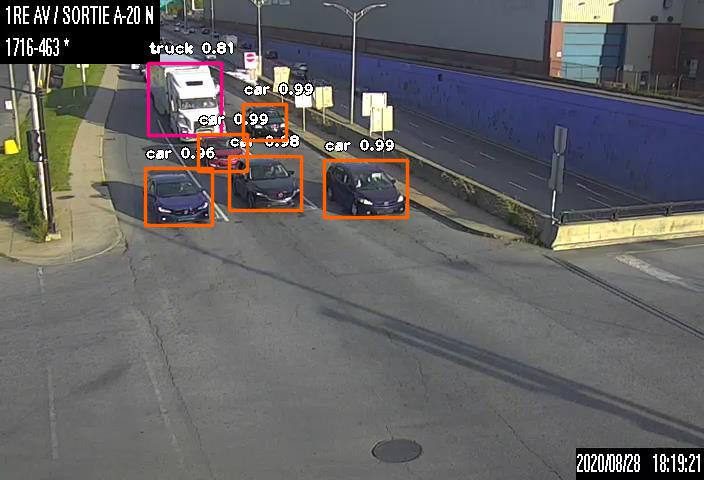 1RE AV / SORTIE A-20 N
1716-463 *
truck 0.81
car 0.99
car 0.99
car 0.98
car 0.99
car 0.96
2020/08/28 18:19:21